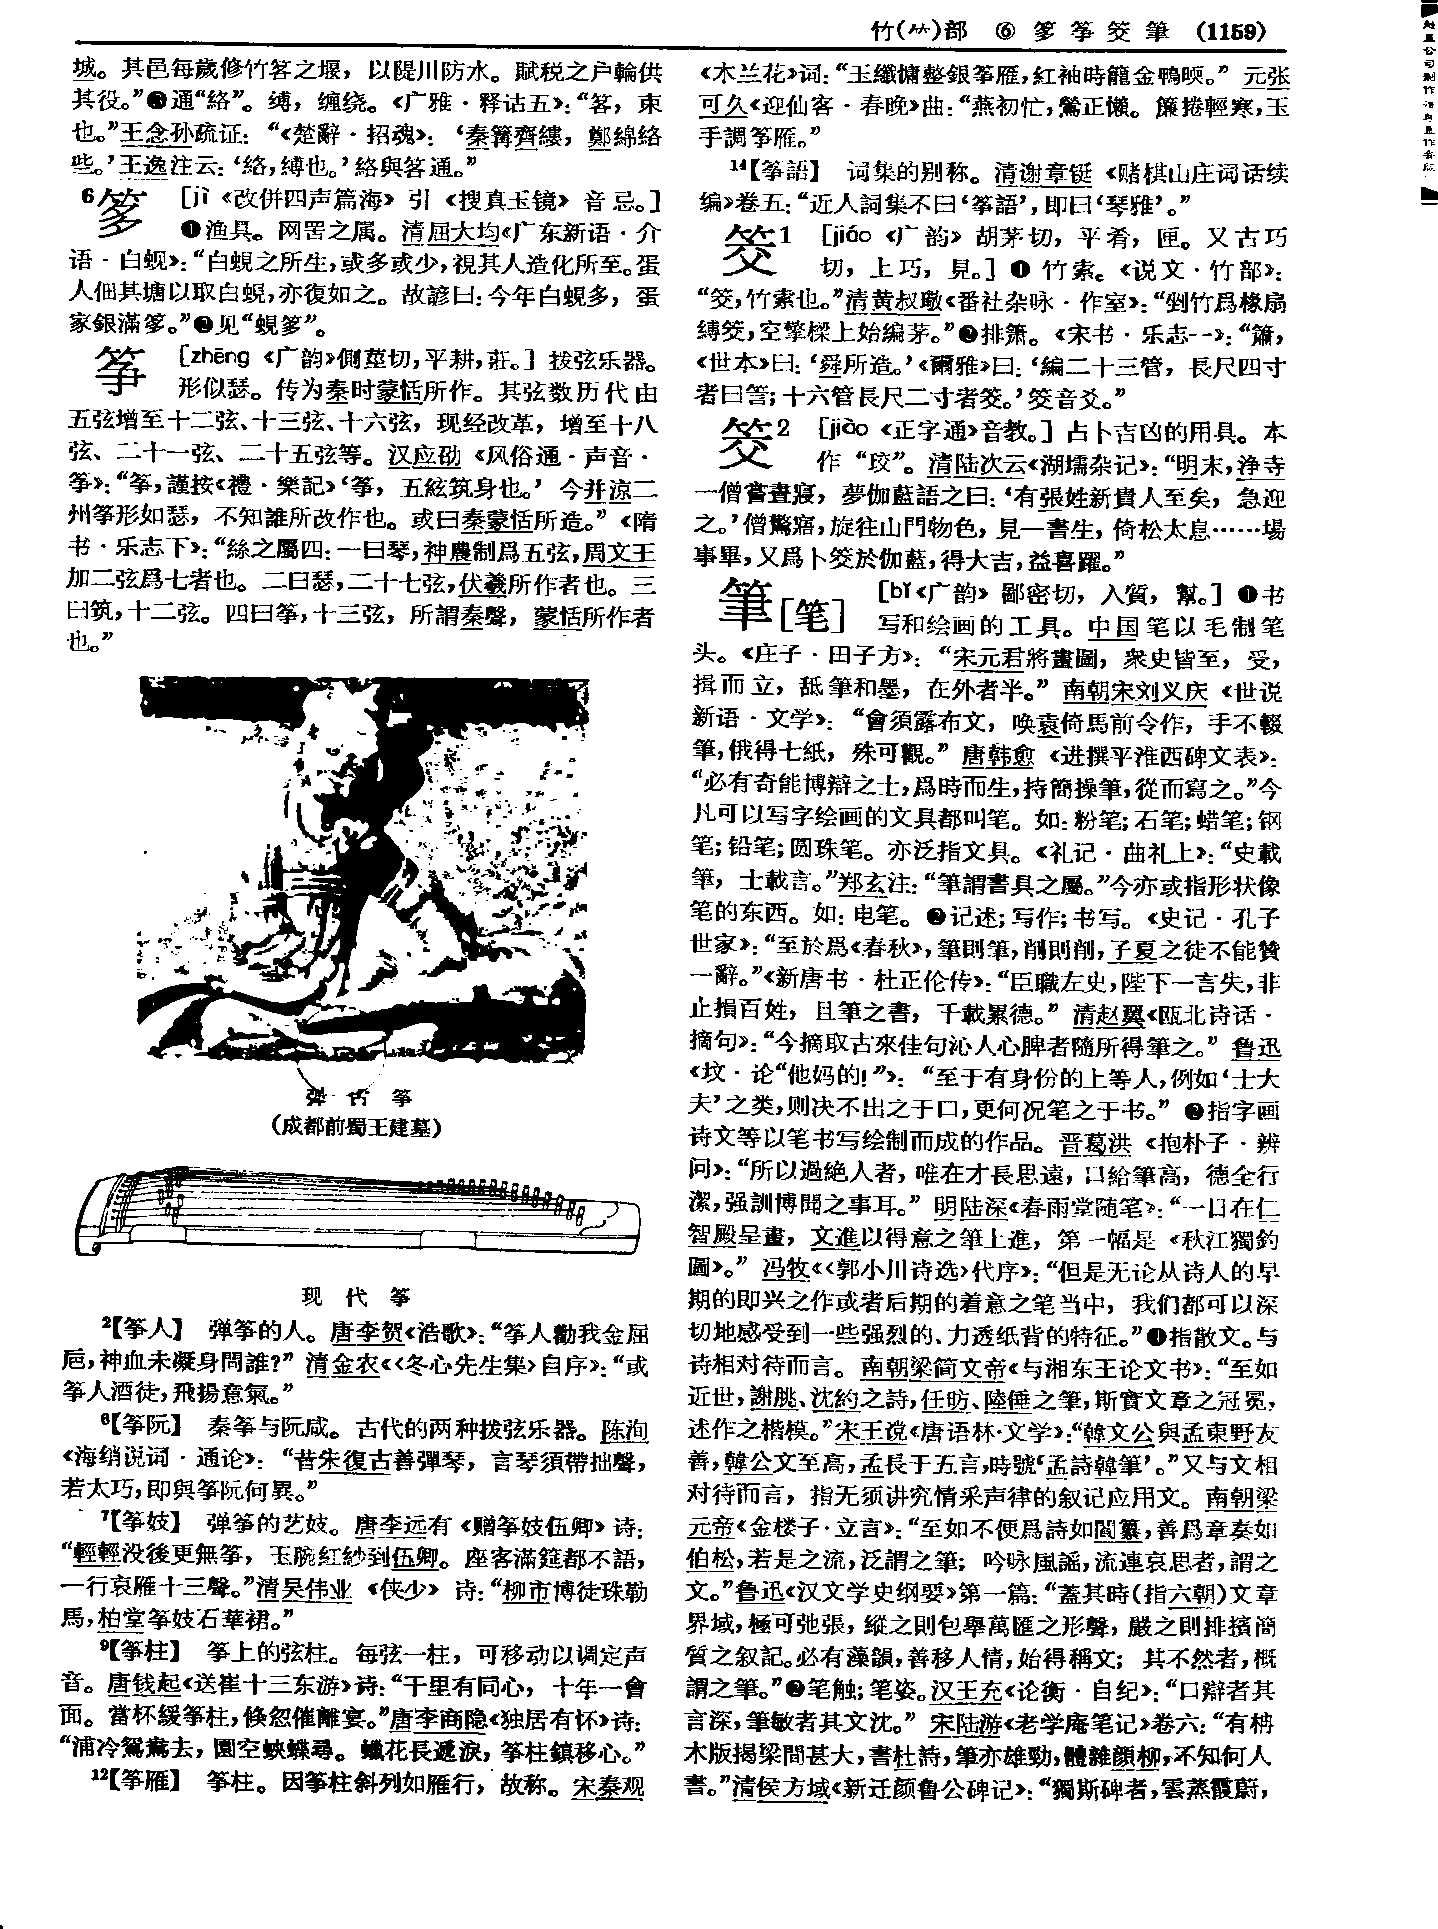 竹(⺮)部 ⑥ 䈆 筝 筊 筆 (1159)
城。其邑每歲修竹笿之堰，以隄川防水。賦税之户輪供
其役。”❸通“絡”。缚，缠绕。《广雅·释诂五》：“笿，束
也。”王念孙疏证：“《楚辭·招魂》：‘秦篝齊縷，鄭綿絡
些。’王逸注云：‘絡，縛也。’絡與笿通。”
[jì《改併四声篇海》引《搜真玉镜》音忌。]
❶渔具。网罟之属。清屈大均《广东新语·介
语·白蚬》：“白蜆之所生，或多或少，視其人造化所至。蛋
人佃其塘以取白蜆，亦復如之。故諺曰：今年白蜆多，蛋
筝 [zhēng《广韵》側莖切，平耕，莊。] 拨弦乐器。
形似瑟。传为秦时蒙恬所作。其弦数历代由
五弦增至十二弦、十三弦、十六弦，现经改革，增至十八
弦、二十一弦、二十五弦等。汉应劭《风俗通·声音·
筝》：“筝，謹按《禮·樂記》‘筝，五絃筑身也。’今并涼二
州筝形如瑟，不知誰所改作也。或曰秦蒙恬所造。”《隋
书·乐志下》：“絲之屬四：一曰琴，神農制爲五弦，周文王
加二弦爲七者也。二曰瑟，二十七弦，伏羲所作者也。三
曰筑，十二弦。四曰筝，十三弦，所謂秦聲，蒙恬所作者
也。”
弹古筝
(成都前蜀王建墓)
现代筝
2【筝人】 弹筝的人。唐李贺《浩歌》：“筝人勸我金屈
巵，神血未凝身問誰?”清金农《〈冬心先生集〉自序》：“或
筝人酒徒，飛揚意氣。”
6【筝阮】 秦筝与阮咸。古代的两种拨弦乐器。陈洵
《海绡说词·通论》：“昔朱復古善彈琴，言琴須帶拙聲，
若太巧，即與筝阮何異。”
7【筝妓】 弹筝的艺妓。唐李远有《赠筝妓伍卿》诗：
“輕輕没後更無筝，玉腕紅紗到伍卿。座客滿筵都不語，
一行哀雁十三聲。”清吴伟业《侠少》诗：“柳市博徒珠勒
馬，柏堂筝妓石華裙。”
9【筝柱】 筝上的弦柱。每弦一柱，可移动以调定声
音。唐钱起《送崔十三东游》诗：“千里有同心，十年一會
面。當杯緩筝柱，倏忽催離宴。”唐李商隐《独居有怀》诗：
“浦冷鴛鴦去，園空蛺蝶尋。蠟花長遞淚，筝柱鎮移心。”
12【筝雁】 筝柱。因筝柱斜列如雁行，故称。宋秦观
《木兰花》词：“玉纖慵整銀筝雁，紅袖時籠金鴨暖。”元张
可久《迎仙客·春晚》曲：“燕初忙，鶯正懶。簾捲輕寒，玉
手調筝雁。”
14【筝語】 词集的别称。清谢章铤《赌棋山庄词话续
编》卷五：“近人詞集不曰‘筝語’，即曰‘琴雅’。”
筊1 [jiáo《广韵》胡茅切，平肴，匣。又古巧
切，上巧，見。] ❶竹索。《说文·竹部》：
“筊，竹索也。”清黄叔璥《番社杂咏·作室》：“剉竹爲椽扇
縛筊，空擎樑上始編茅。”❷排箫。《宋书·乐志一》：“簫，
《世本》曰：‘舜所造。’《爾雅》曰：‘編二十三管，長尺四寸
者曰䇾；十六管長尺二寸者筊。’筊音爻。”
筊2 [jiào《正字通》音教。] 占卜吉凶的用具。本
作“珓”。清陆次云《湖壖杂记》：“明末，浄寺
一僧嘗晝寢，夢伽藍語之曰：‘有張姓新貴人至矣，急迎
之。’僧驚寤，旋往山門物色，見一書生，倚松太息……場
事畢，又爲卜筊於伽藍，得大吉，益喜躍。”
筆[笔] [bǐ《广韵》鄙密切，入質，幫。] ❶书
写和绘画的工具。中国笔以毛制笔
头。《庄子·田子方》：“宋元君將畫圖，衆史皆至，受，
揖而立，舐筆和墨，在外者半。”南朝宋刘义庆《世说
新语·文学》：“會須露布文，唤袁倚馬前令作，手不輟
筆，俄得七紙，殊可觀。”唐韩愈《进撰平淮西碑文表》：
“必有奇能博辯之士，爲時而生，持簡操筆，從而寫之。”今
凡可以写字绘画的文具都叫笔。如：粉笔；石笔；蜡笔；钢
笔；铅笔；圆珠笔。亦泛指文具。《礼记·曲礼上》：“史載
筆，士載言。”郑玄注：“筆謂書具之屬。”今亦或指形状像
笔的东西。如：电笔。❷记述；写作；书写。《史记·孔子
世家》：“至於爲《春秋》，筆則筆，削則削，子夏之徒不能贊
一辭。”《新唐书·杜正伦传》：“臣職左史，陛下一言失，非
止損百姓，且筆之書，千載累德。”清赵翼《瓯北诗话·
摘句》：“今摘取古來佳句沁人心脾者隨所得筆之。”鲁迅
《坟·论“他妈的！”》：“至于有身份的上等人，例如‘士大
夫’之类，则决不出之于口，更何况笔之于书。”❸指字画
诗文等以笔书写绘制而成的作品。晋葛洪《抱朴子·辨
问》：“所以過絶人者，唯在才長思遠，口給筆高，德全行
潔，强訓博聞之事耳。”明陆深《春雨堂随笔》：“一日在仁
智殿呈畫，文進以得意之筆上進，第一幅是《秋江獨釣
圖》。”冯牧《〈郭小川诗选〉代序》：“但是无论从诗人的早
期的即兴之作或者后期的着意之笔当中，我们都可以深
切地感受到一些强烈的、力透纸背的特征。”❹指散文。与
诗相对待而言。南朝梁简文帝《与湘东王论文书》：“至如
近世，謝朓、沈約之詩，任昉、陸倕之筆，斯實文章之冠冕，
述作之楷模。”宋王谠《唐语林·文学》：“韓文公與孟東野友
善，韓公文至高，孟長于五言，時號‘孟詩韓筆’。”又与文相
对待而言，指无须讲究情采声律的叙记应用文。南朝梁
元帝《金楼子·立言》：“至如不便爲詩如閻纂，善爲章奏如
伯松，若是之流，泛謂之筆；吟咏風謡，流連哀思者，謂之
文。”鲁迅《汉文学史纲要》第一篇：“蓋其時(指六朝)文章
界域，極可弛張，縱之則包舉萬匯之形聲，嚴之則排擯簡
質之叙記。必有藻韻，善移人情，始得稱文；其不然者，概
謂之筆。”❺笔触；笔姿。汉王充《论衡·自纪》：“口辯者其
言深，筆敏者其文沈。”宋陆游《老学庵笔记》卷六：“有柟
木版揭梁間甚大，書杜詩，筆亦雄勁，體雜顔柳，不知何人
書。”清侯方域《新迁颜鲁公碑记》：“獨斯碑者，雲蒸霞蔚，